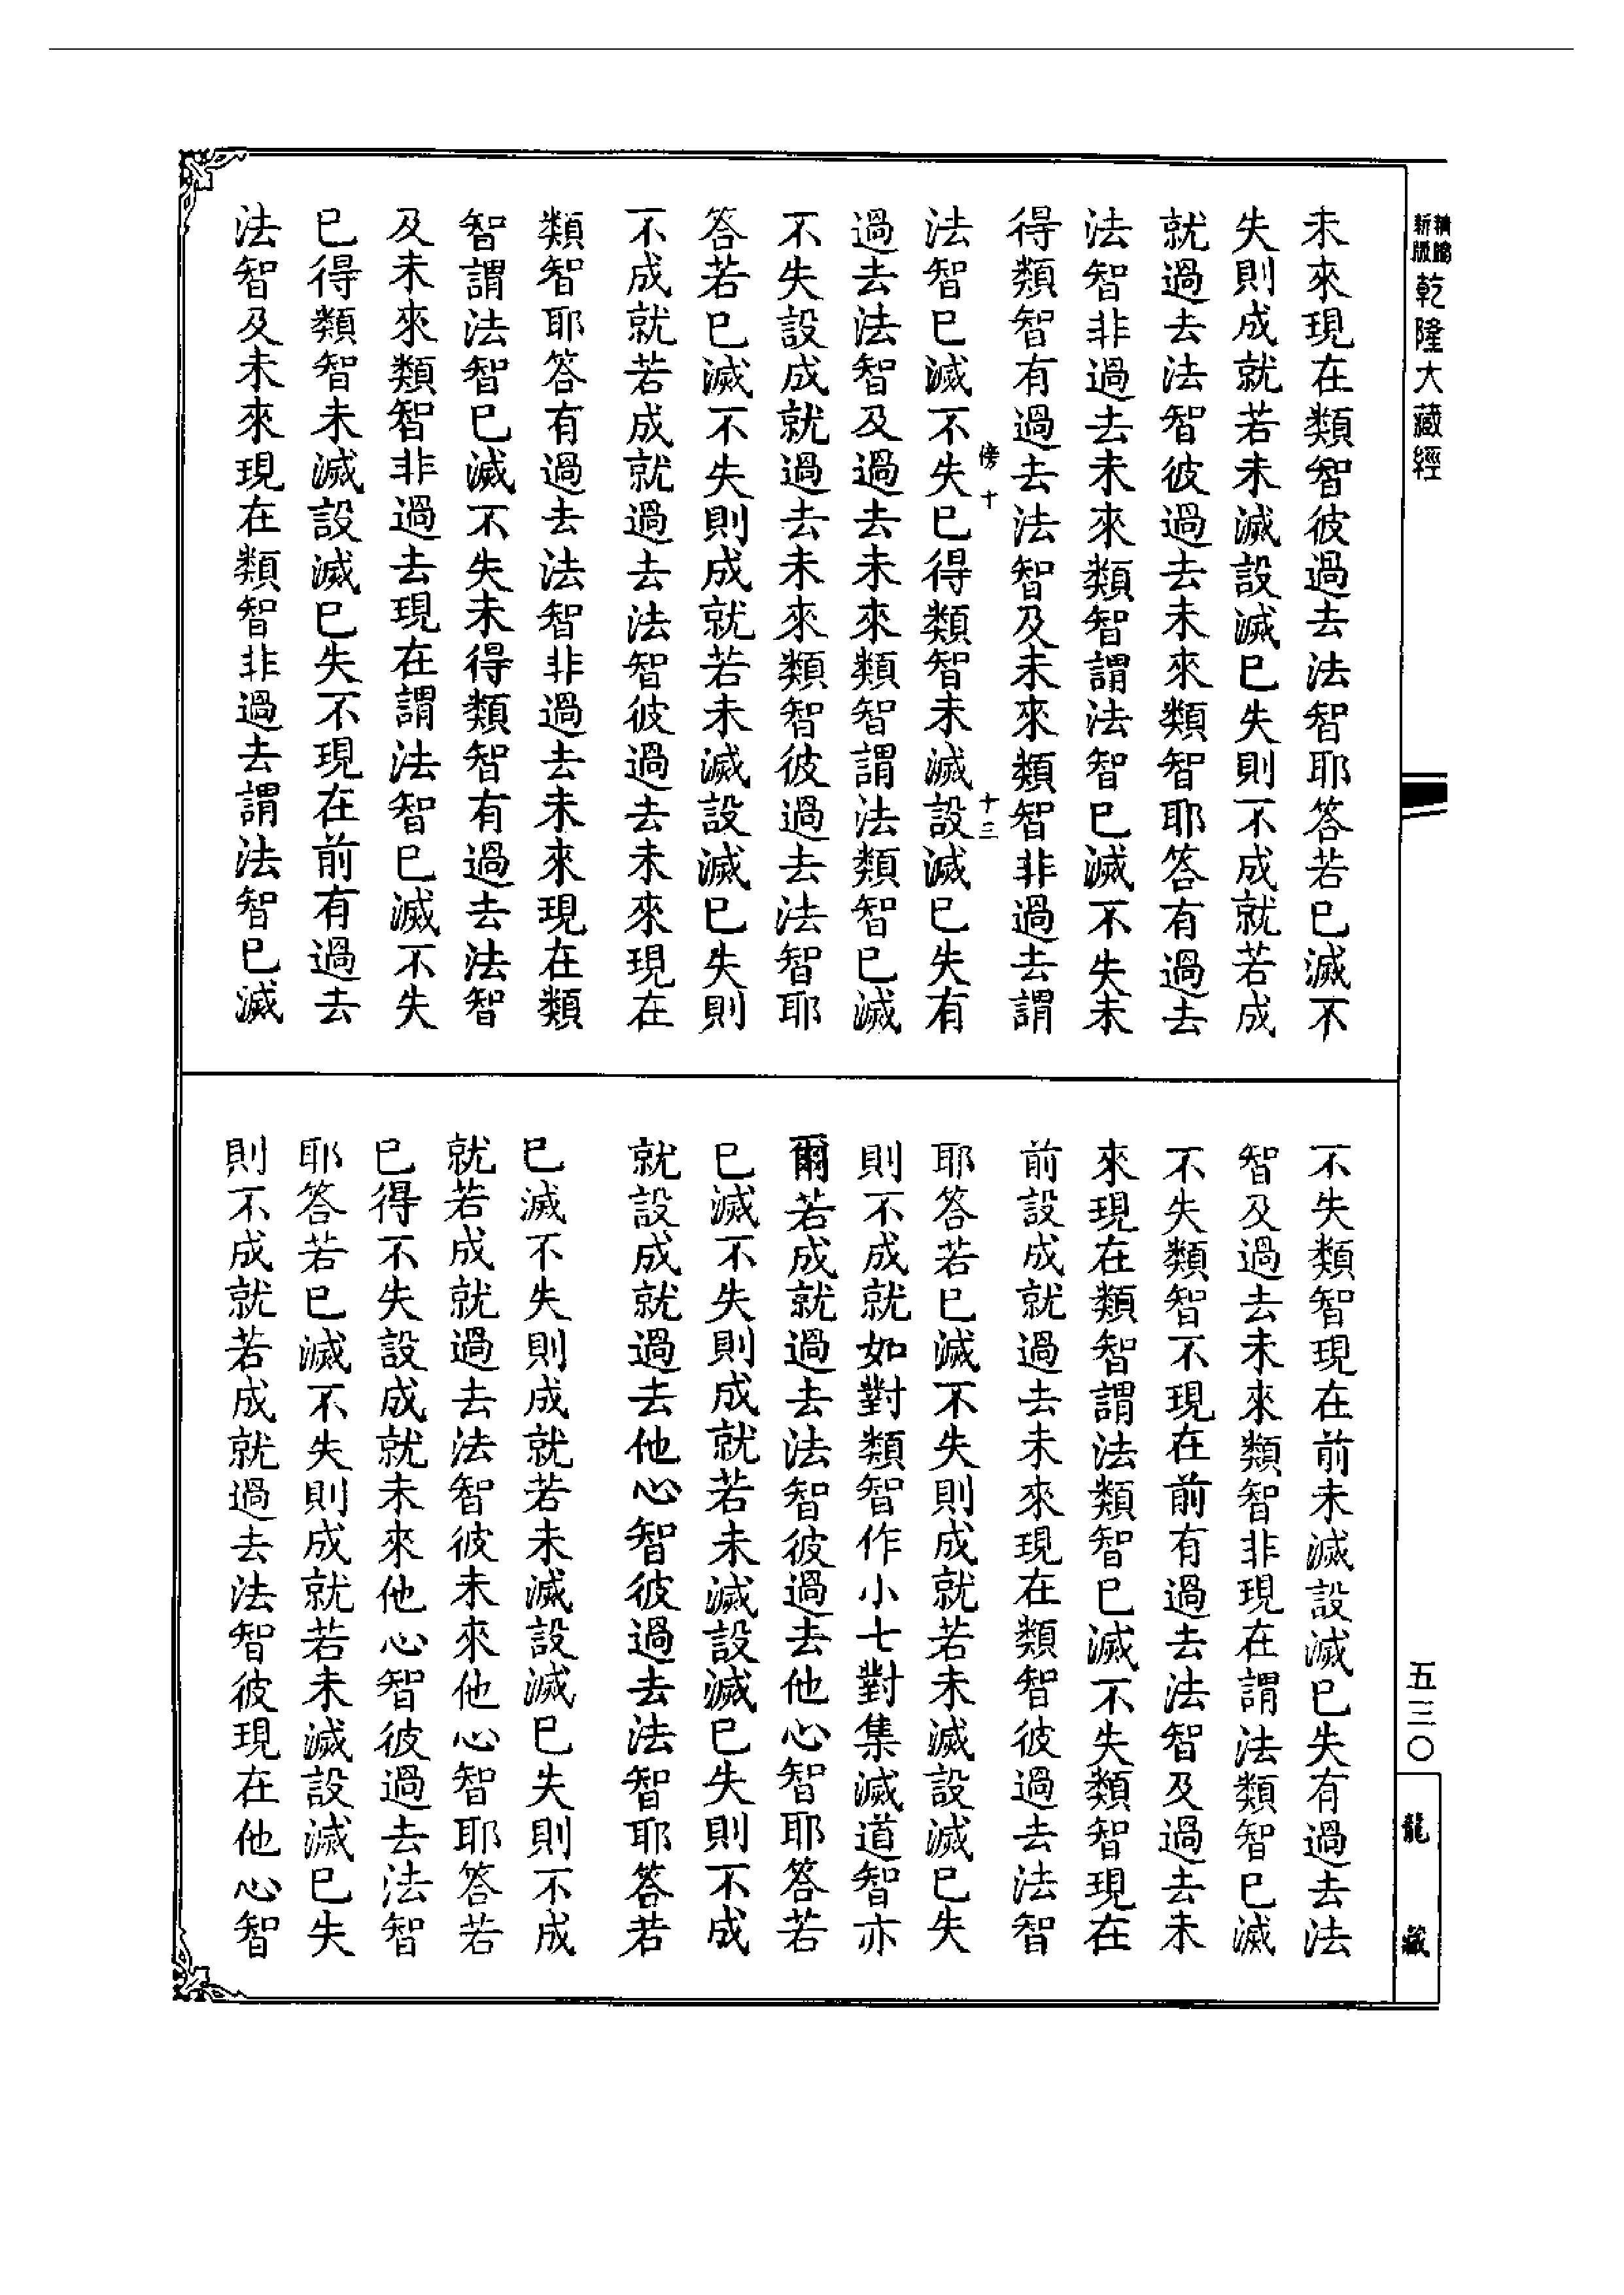 新版
精縮
乾隆大藏經
未來現在類智彼過去法智耶答若已滅不
失則成就若未滅設滅已失則不成就若成
就過去法智彼過去未來類智耶答有過去
法智非過去未來類智謂法智已滅不失未
得類智有過去法智及未來類智非過去謂
法智已滅不失已得類智未滅設滅已失有
傍十
十三
過去法智及過去未來類智謂法類智已滅
不失設成就過去未來類智彼過去法智耶
答若已滅不失則成就若未滅設滅已失則
不成就若成就過去法智彼過去未來現在
類智耶答有過去法智非過去未來現在類
智謂法智已滅不失未得類智有過去法智
及未來類智非過去現在謂法智已滅不失
已得類智未滅設滅已失不現在前有過去
法智及未來現在類智非過去謂法智已滅
不失類智現在前未滅設滅已失有過去法
智及過去未來類智非現在謂法類智已滅
不失類智不現在前有過去法智及過去未
來現在類智謂法類智已滅不失類智現在
前設成就過去未來現在類智彼過去法智
耶答若已滅不失則成就若未滅設滅已失
則不成就如對類智作小七對集滅道智亦
爾若成就過去法智彼過去他心智耶答若
已滅不失則成就若未滅設滅已失則不成
就設成就過去他心智彼過去法智耶答若
已滅不失則成就若未滅設滅已失則不成
就若成就過去法智彼未來他心智耶答若
已得不失設成就未來他心智彼過去法智
耶答若已滅不失則成就若未滅設滅已失
則不成就若成就過去法智彼現在他心智
五三〇
龍藏